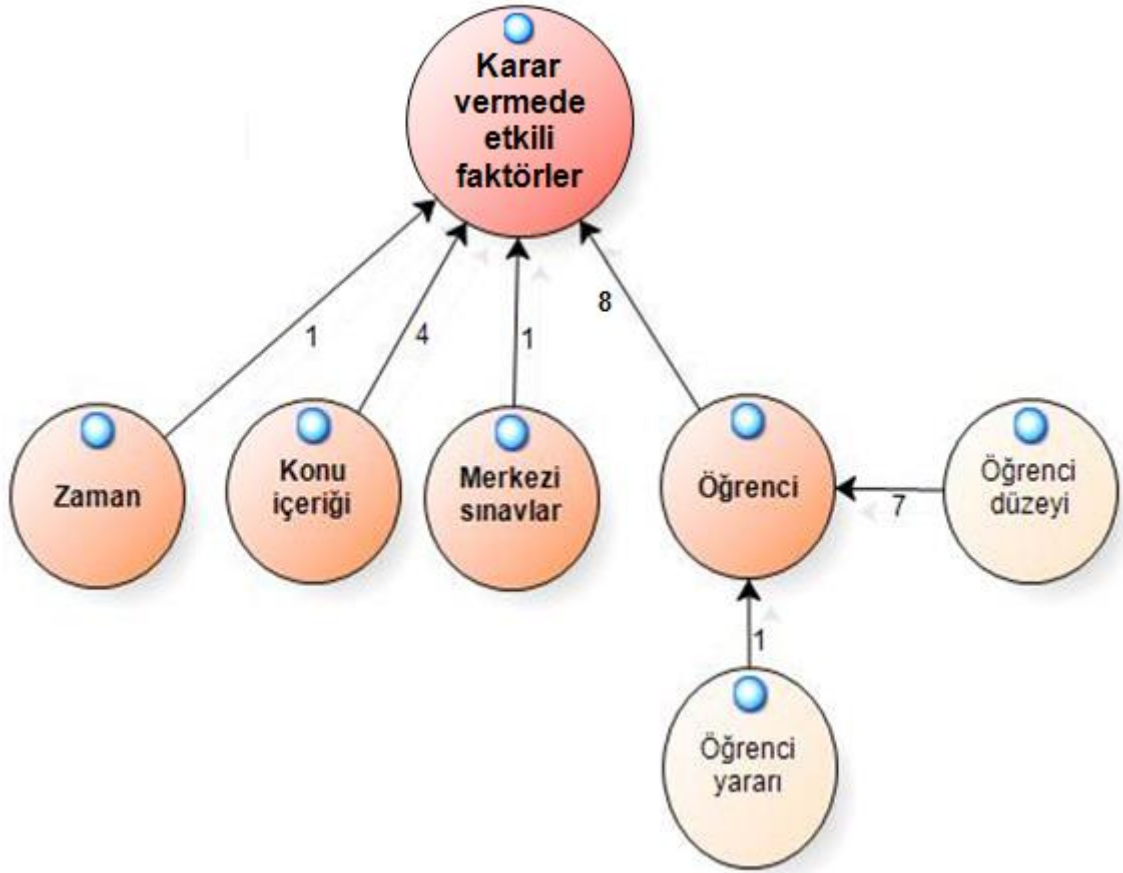 Karar
vermede
etkili
faktörler
1
4
1
8
Zaman
Konu
içeriği
Merkezi
sınavlar
Öğrenci
7
Öğrenci
düzeyi
1
Öğrenci
yararı